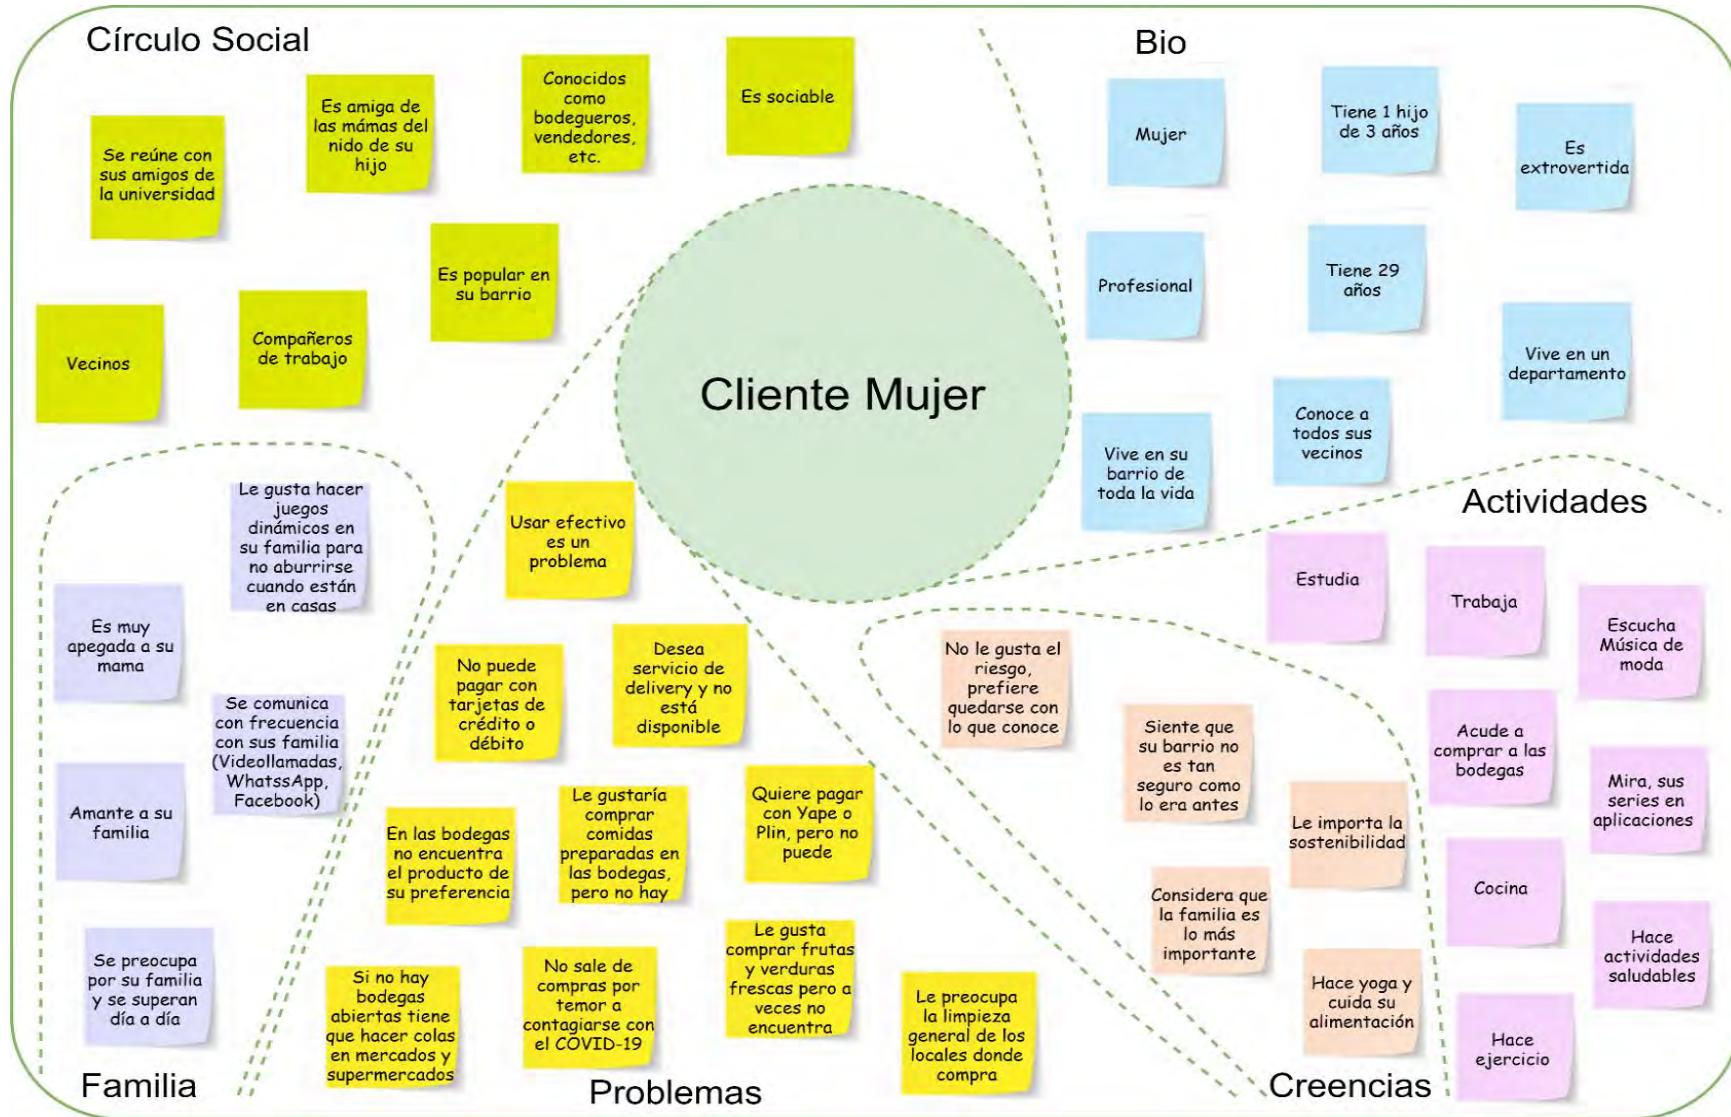 Círculo Social
Se reúne con
sus amigos de
la universidad
Es amiga de
las mámas del
nido de su
hijo
Conocidos
como
bodegueros,
vendedores,
etc.
Es sociable
Vecinos
Compañeros
de trabajo
Es popular en
su barrio
Bio
Mujer
Tiene 1 hijo
de 3 años
Es
extrovertida
Profesional
Tiene 29
años
Vive en un
departamento
Vive en su
barrio de
toda la vida
Conoce a
todos sus
vecinos
Cliente Mujer
Le gusta hacer
juegos
dinámicos en
su familia para
no aburrirse
cuando están
en casas
Es muy
apegada a su
mama
Se comunica
con frecuencia
con sus familia
(Videollamadas,
WhatssApp,
Facebook)
Amante a su
familia
Se preocupa
por su familia
y se superan
día a día
Familia
Usar efectivo
es un
problema
No puede
pagar con
tarjetas de
crédito o
débito
Desea
servicio de
delivery y no
está
disponible
En las bodegas
no encuentra
el producto de
su preferencia
Le gustaría
comprar
comidas
preparadas en
las bodegas,
pero no hay
Quiere pagar
con Yape o
Plin, pero no
puede
Si no hay
bodegas
abiertas tiene
que hacer colas
en mercados y
supermercados
No sale de
compras por
temor a
contagiarse con
el COVID-19
Le gusta
comprar frutas
y verduras
frescas pero a
veces no
encuentra
Le preocupa
la limpieza
general de los
locales donde
compra
Problemas
No le gusta el
riesgo,
prefiere
quedarse con
lo que conoce
Siente que
su barrio no
es tan
seguro como
lo era antes
Le importa la
sostenibilidad
Considera que
la familia es
lo más
importante
Hace yoga y
cuida su
alimentación
Creencias
Actividades
Estudia
Trabaja
Escucha
Música de
moda
Acude a
comprar a las
bodegas
Mira, sus
series en
aplicaciones
Cocina
Hace
actividades
saludables
Hace
ejercicio